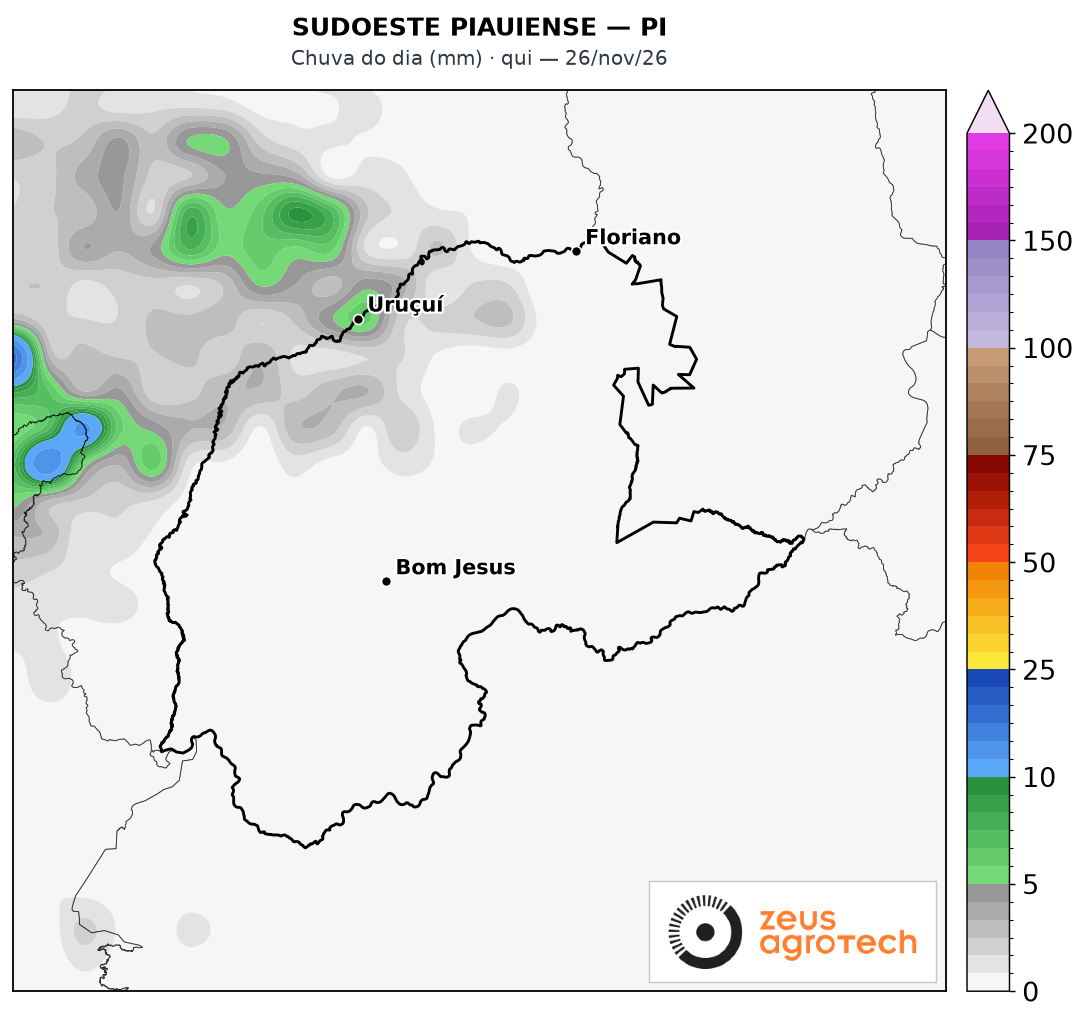 SUDOESTE PIAUIENSE — PI
Chuva do dia (mm) · qui — 26/nov/26
200
Floriano
150
Uruçuí
100
75
50
Bom Jesus
25
10
5
zeus
agrotech
0